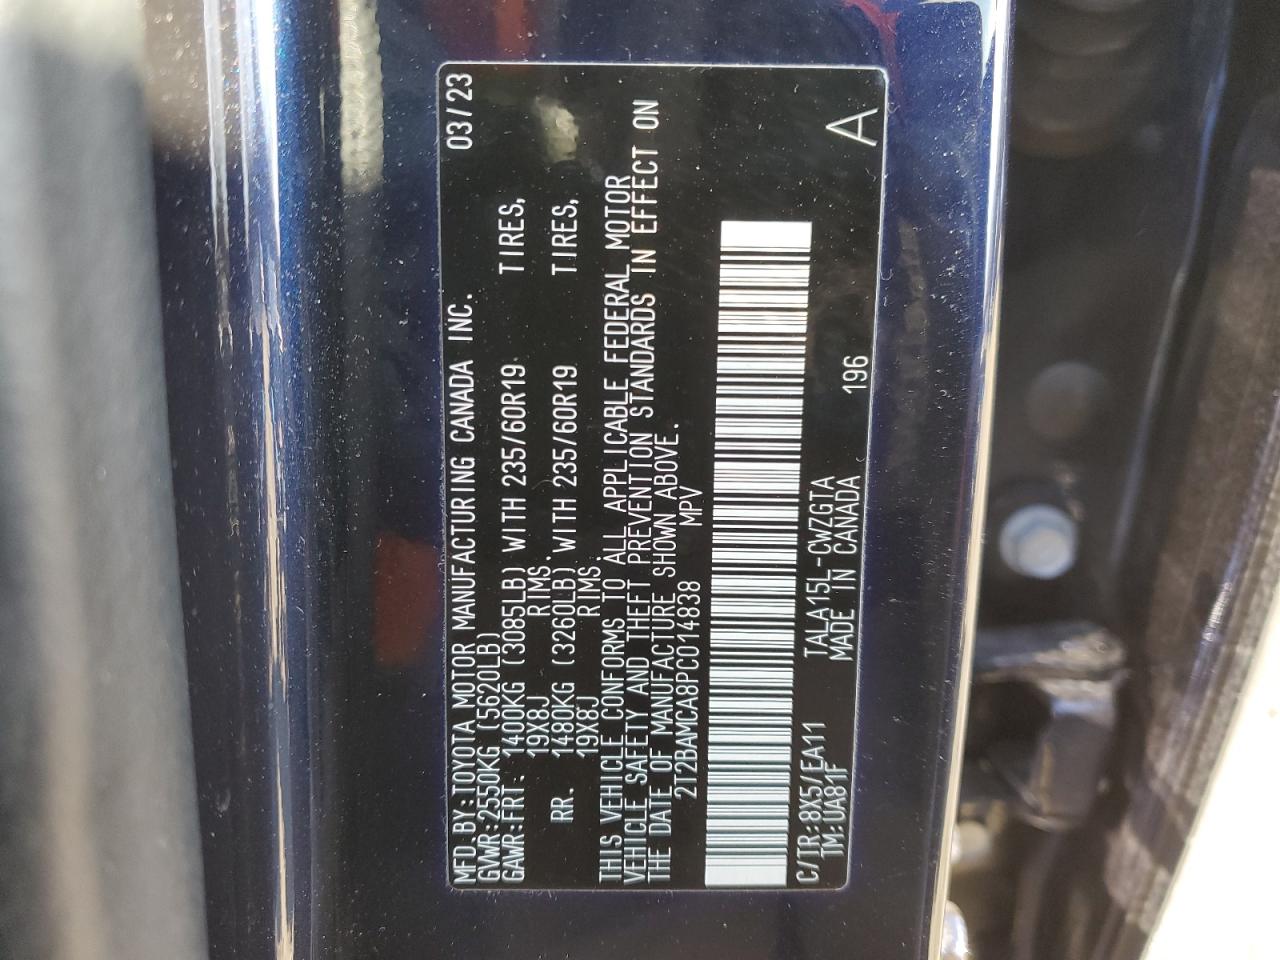 MFD.BY:TOYOTA MOTOR MANUFACTURING CANADA INC. 03/23
GVWR:2550KG (5620LB)
GAWR:FRT. 1400KG (3085LB) WITH 235/60R19 TIRES,
19X8J RIMS.
RR. 1480KG (3260LB) WITH 235/60R19 TIRES,
19X8J RIMS.
THIS VEHICLE CONFORMS TO ALL APPLICABLE FEDERAL MOTOR
VEHICLE SAFETY AND THEFT PREVENTION STANDARDS IN EFFECT ON
THE DATE OF MANUFACTURE SHOWN ABOVE.
2T2BAMCA8PC014838 MPV
C/TR:8X5/EA11 TALA15L-CWZGTA
TM:UA81F MADE IN CANADA 196 A